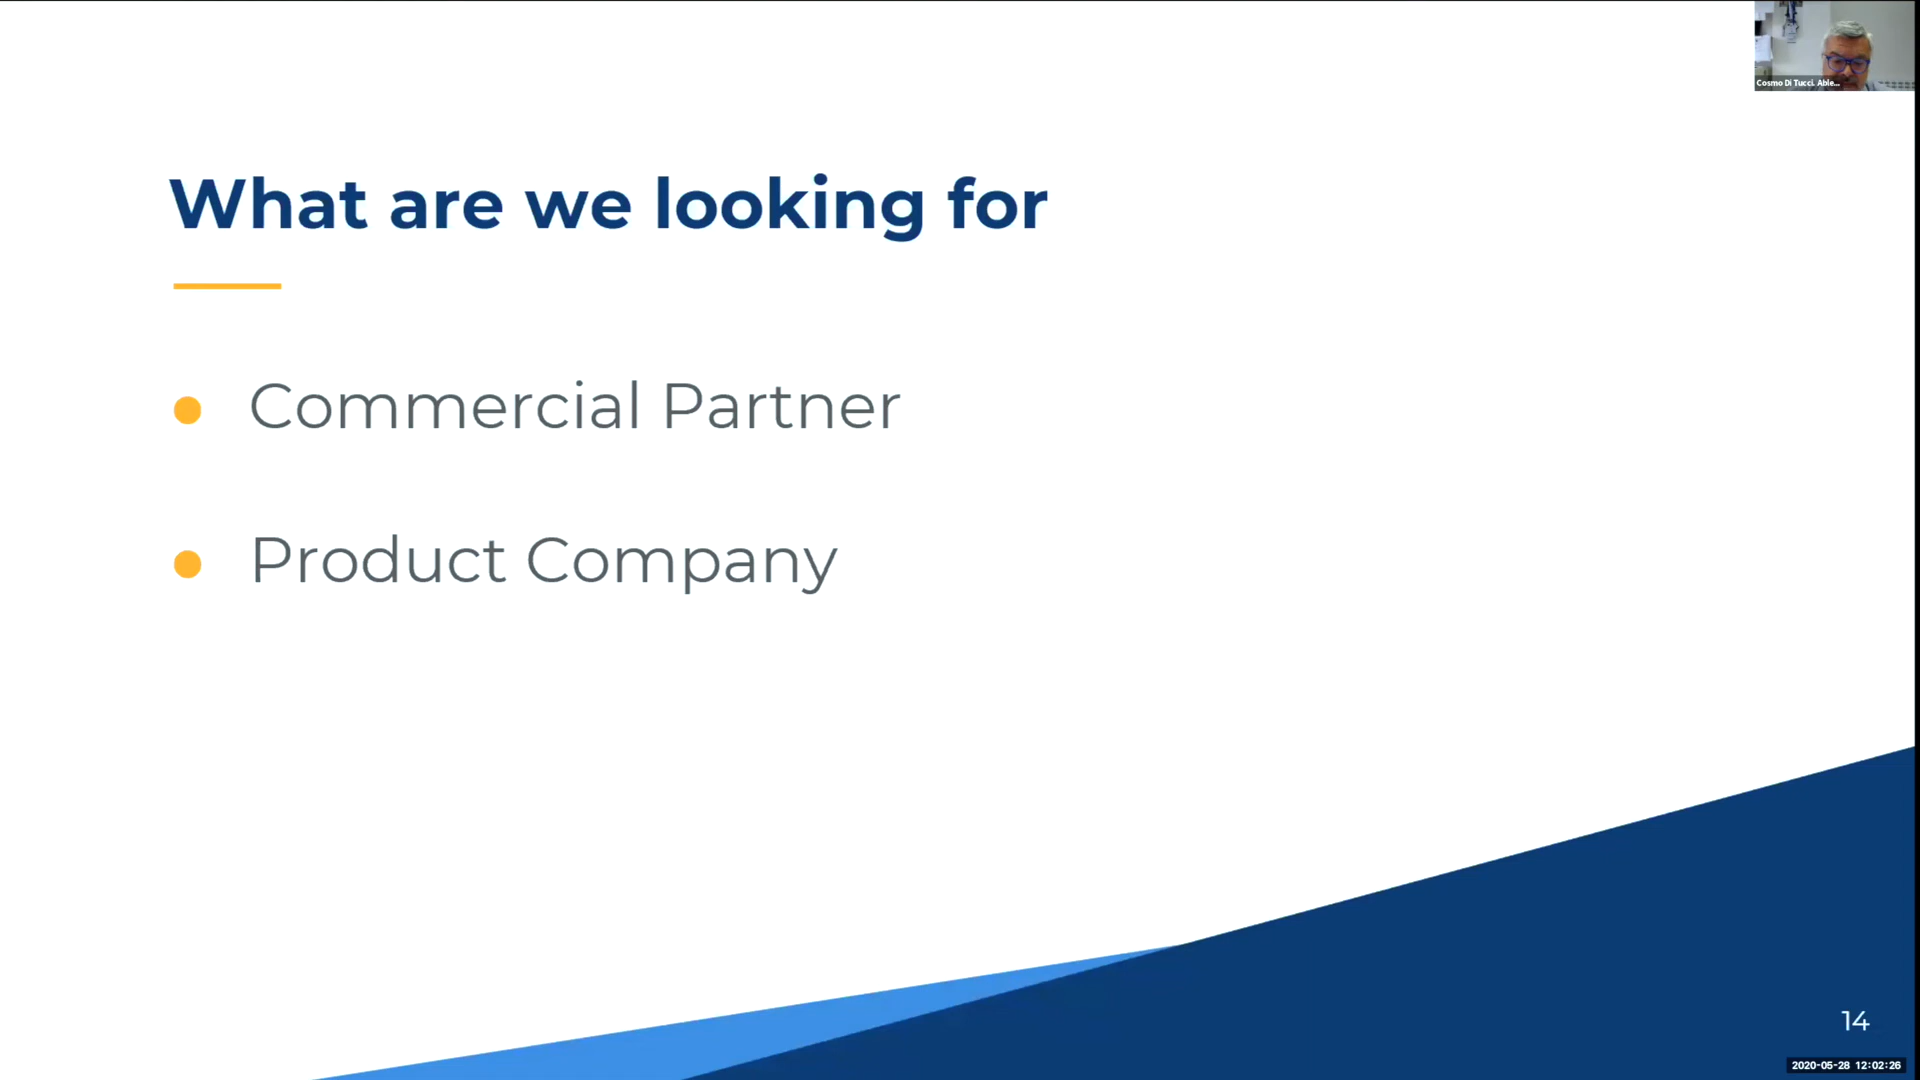 Cosmo Di Tucci. Able...
What are we looking for
Commercial Partner
Product Company
14
2020-05-28 12:02:26